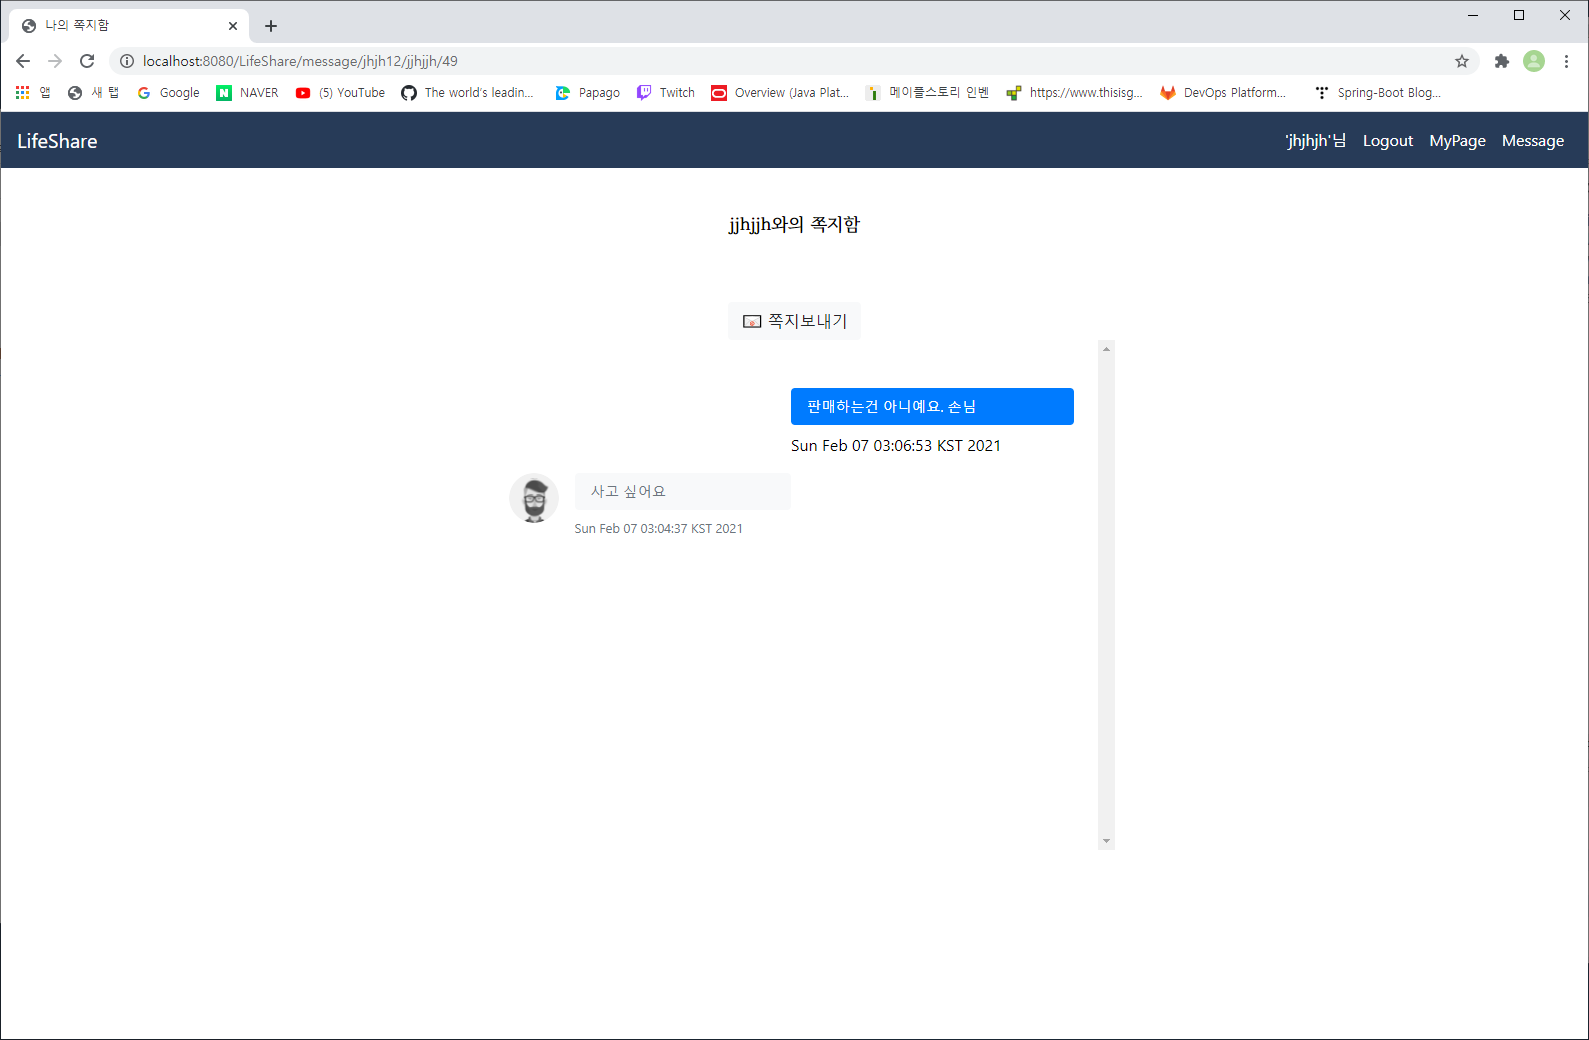 나의 쪽지함
localhost:8080/LifeShare/message/jhjh12/jjhjjh/49
앱 새 탭 Google NAVER (5) YouTube The world's leadin... Papago Twitch Overview (Java Plat... 메이플스토리 인벤 https://www.thisisg... DevOps Platform... Spring-Boot Blog...
LifeShare 'jhjhjh'님 Logout MyPage Message
jjhjjh와의 쪽지함
쪽지보내기
판매하는건 아니예요. 손님
Sun Feb 07 03:06:53 KST 2021
사고 싶어요
Sun Feb 07 03:04:37 KST 2021